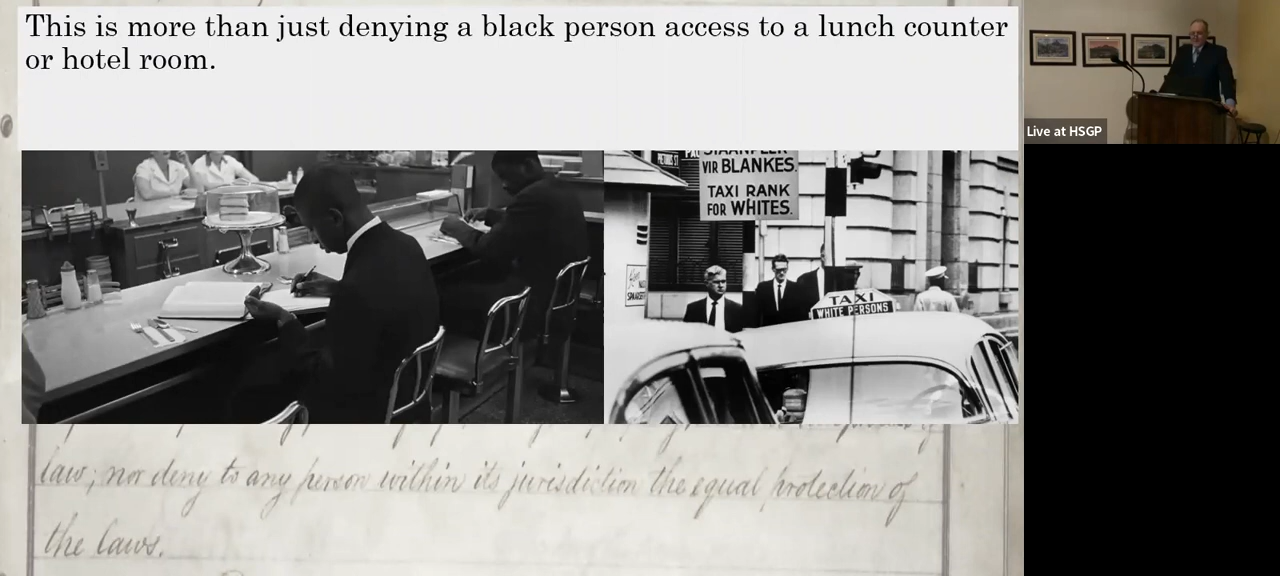 This is more than just denying a black person access to a lunch counter
or hotel room.
VIR BLANKES.
TAXI RANK
FOR WHITES.
TAXI
WHITE PERSONS
Live at HSGP
law; nor deny to any person within its jurisdiction the equal protection of
the laws.